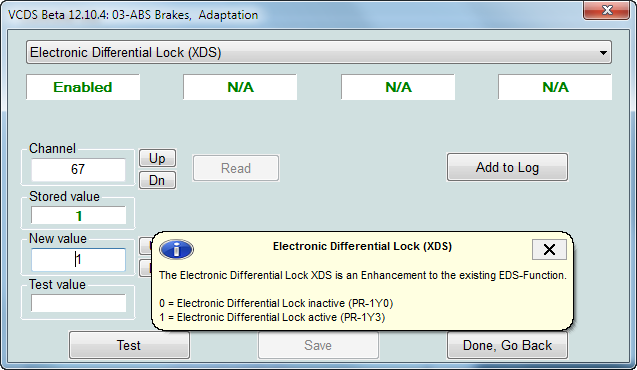 VCDS Beta 12.10.4: 03-ABS Brakes,  Adaptation
Electronic Differential Lock (XDS)
Enabled N/A N/A N/A
Channel
67
Up
Dn
Read
Add to Log
Stored value
1
New value
1
Test value
Electronic Differential Lock (XDS)
The Electronic Differential Lock XDS is an Enhancement to the existing EDS-Function.
0 = Electronic Differential Lock inactive (PR-1Y0)
1 = Electronic Differential Lock active (PR-1Y3)
Test
Save
Done, Go Back